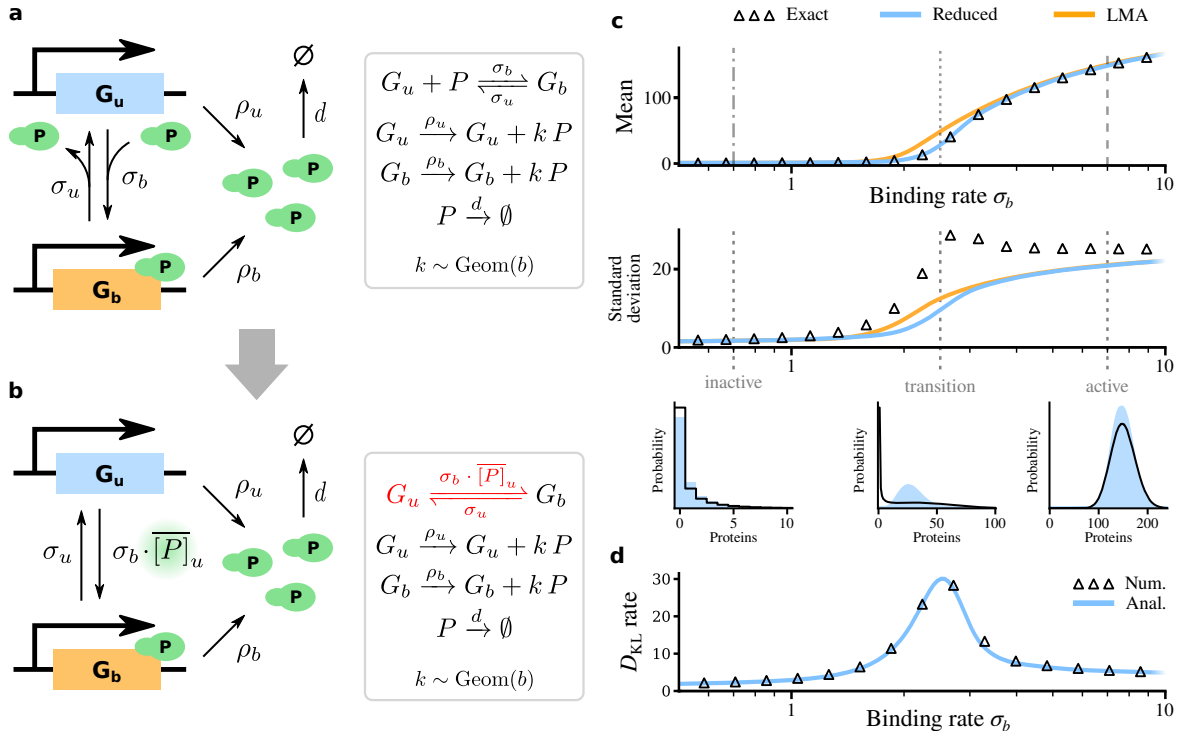 a
G_u
P
P
σ_u
σ_b
G_b
P
ρ_u
ρ_b
∅
d
P
P
P
G_u + P ⇌ G_b
σ_b
σ_u
G_u →^{ρ_u} G_u + k P
G_b →^{ρ_b} G_b + k P
P →^{d} ∅
k ∼ Geom(b)
b
G_u
σ_u
σ_b · \overline{[P]}_u
G_b
P
ρ_u
ρ_b
∅
d
P
P
P
G_u ⇌ G_b
σ_b · \overline{[P]}_u
σ_u
G_u →^{ρ_u} G_u + k P
G_b →^{ρ_b} G_b + k P
P →^{d} ∅
k ∼ Geom(b)
c
Exact
Reduced
LMA
Mean
100
0
1
10
Binding rate σ_b
Standard
deviation
20
0
1
10
inactive
transition
active
Probability
0
5
10
Proteins
Probability
0
50
100
Proteins
Probability
0
100
200
Proteins
d
Num.
Anal.
D_KL rate
30
20
10
0
1
10
Binding rate σ_b